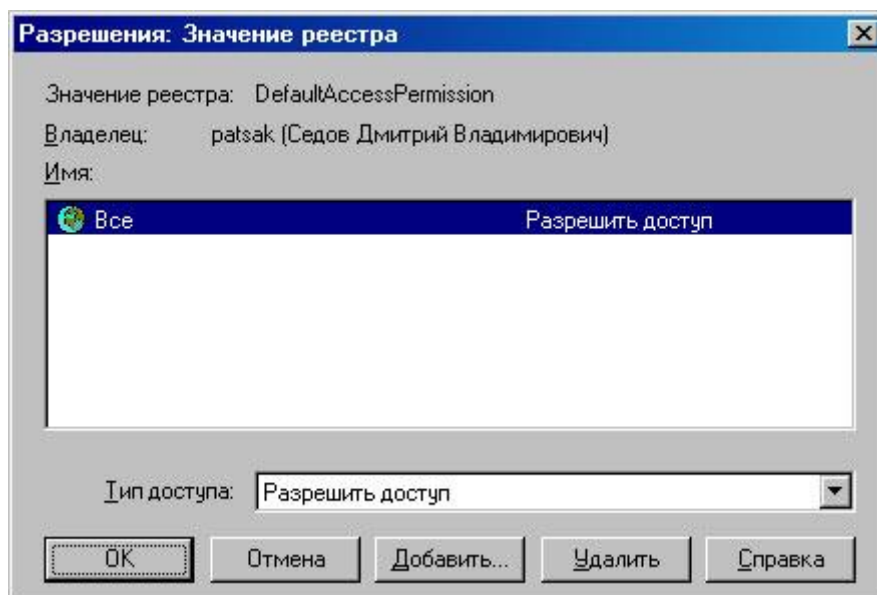 Разрешения: Значение реестра
Значение реестра: DefaultAccessPermission
Владелец: patsak (Седов Дмитрий Владимирович)
Имя:
Все Разрешить доступ
Тип доступа: Разрешить доступ
OK Отмена Добавить... Удалить Справка